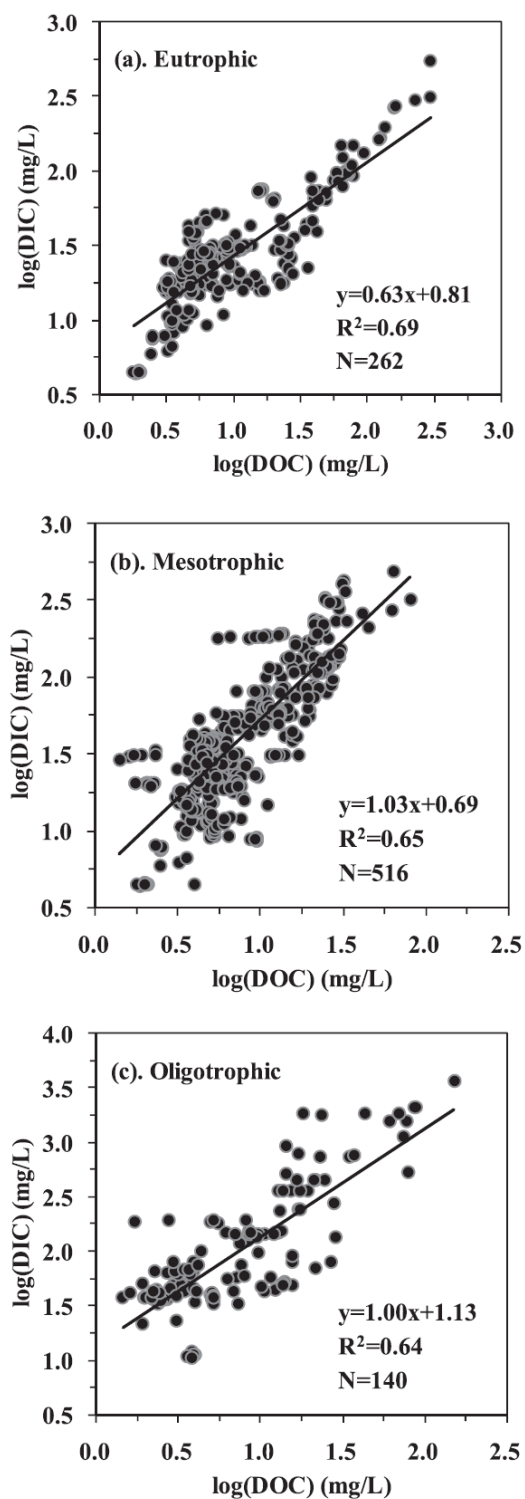 3.0
(a). Eutrophic
2.5
2.0
log(DIC) (mg/L)
1.5
y=0.63x+0.81
1.0
R²=0.69
N=262
0.5
0.0 0.5 1.0 1.5 2.0 2.5 3.0
log(DOC) (mg/L)
3.0
(b). Mesotrophic
2.5
2.0
log(DIC) (mg/L)
1.5
y=1.03x+0.69
1.0
R²=0.65
N=516
0.5
0.0 0.5 1.0 1.5 2.0 2.5
log(DOC) (mg/L)
4.0
(c). Oligotrophic
3.5
3.0
2.5
log(DIC) (mg/L)
2.0
1.5
y=1.00x+1.13
R²=0.64
1.0
N=140
0.5
0.0 0.5 1.0 1.5 2.0 2.5
log(DOC) (mg/L)